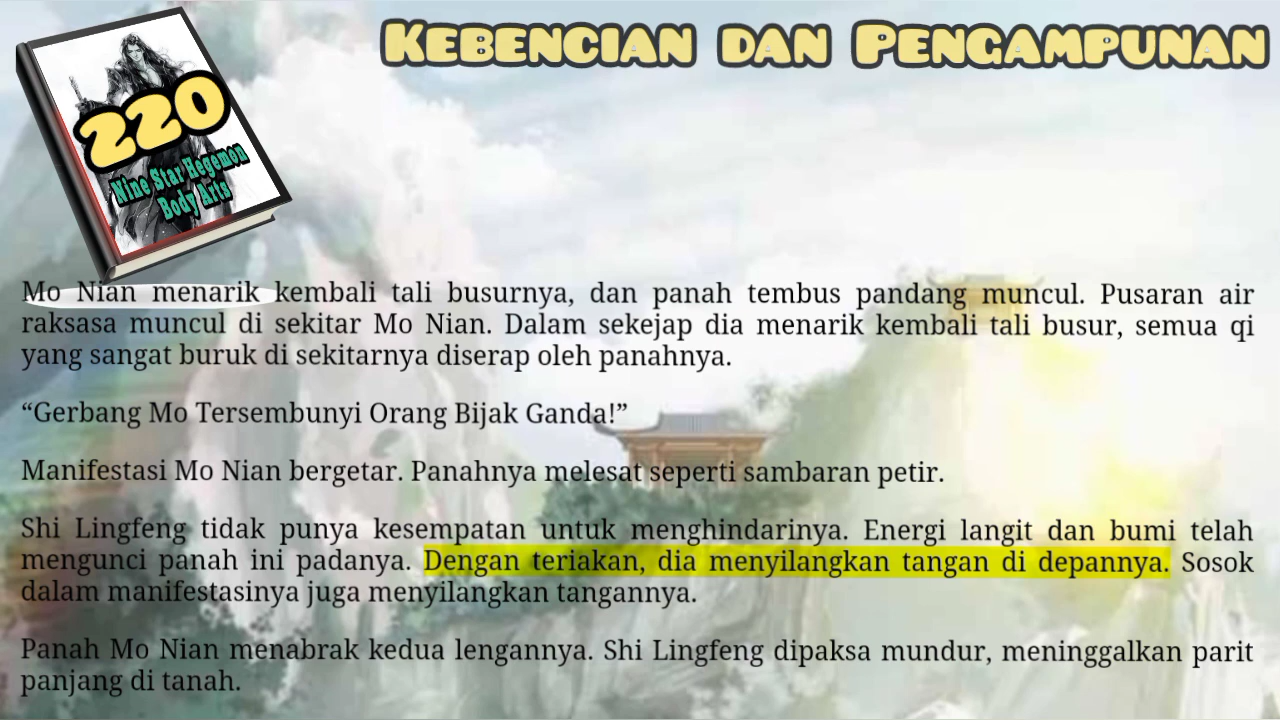 Kebencian dan Pengampunan
220
Nine Star Hegemon
Body Arts
Mo Nian menarik kembali tali busurnya, dan panah tembus pandang muncul. Pusaran air
raksasa muncul di sekitar Mo Nian. Dalam sekejap dia menarik kembali tali busur, semua qi
yang sangat buruk di sekitarnya diserap oleh panahnya.
“Gerbang Mo Tersembunyi Orang Bijak Ganda!”
Manifestasi Mo Nian bergetar. Panahnya melesat seperti sambaran petir.
Shi Lingfeng tidak punya kesempatan untuk menghindarinya. Energi langit dan bumi telah
mengunci panah ini padanya. Dengan teriakan, dia menyilangkan tangan di depannya. Sosok
dalam manifestasinya juga menyilangkan tangannya.
Panah Mo Nian menabrak kedua lengannya. Shi Lingfeng dipaksa mundur, meninggalkan parit
panjang di tanah.